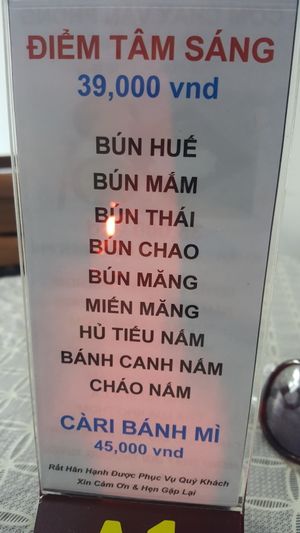 ĐIỂM TÂM SÁNG
39,000 vnd
BÚN HUẾ
BÚN MẮM
BÚN THÁI
BÚN CHAO
BÚN MĂNG
MIẾN MĂNG
HỦ TIẾU NẤM
BÁNH CANH NẤM
CHÁO NẤM
CÀRI BÁNH MÌ
45,000 vnd
Rất Hân Hạnh Được Phục Vụ Quý Khách
Xin Cảm Ơn & Hẹn Gặp Lại
A1